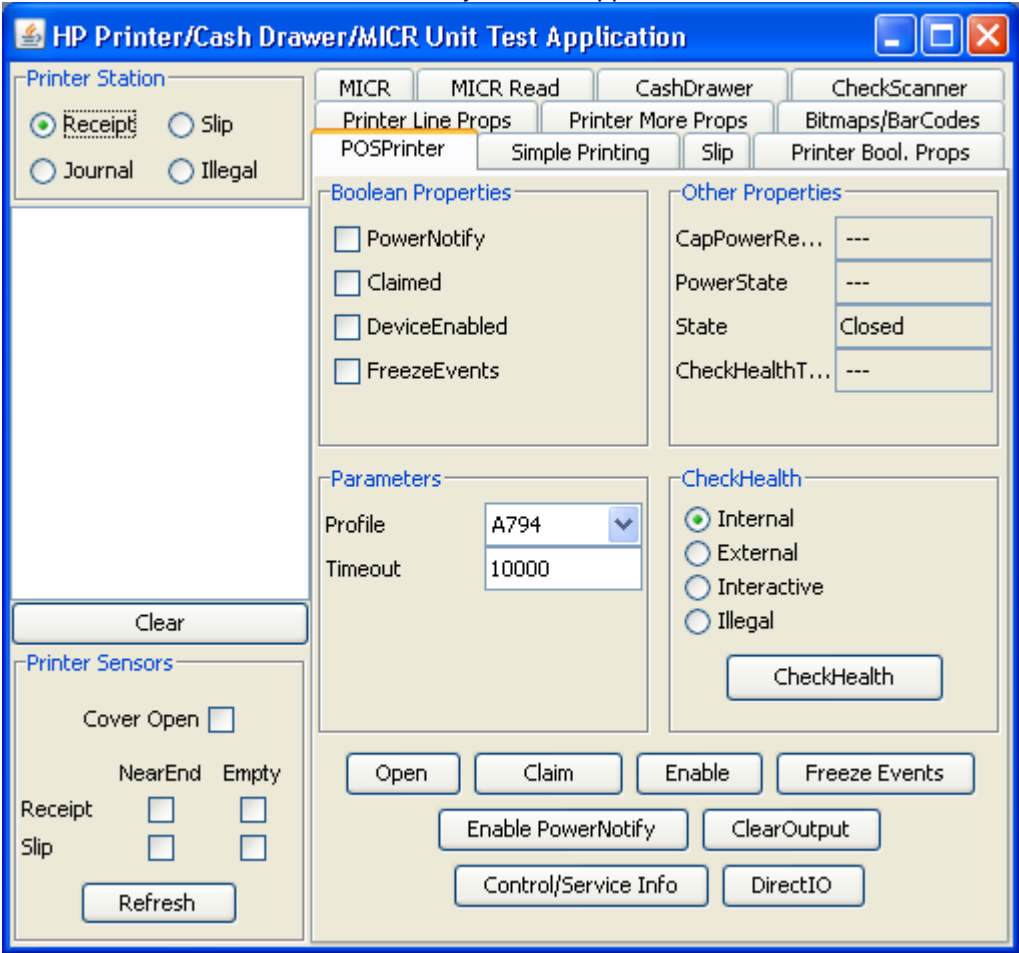 HP Printer/Cash Drawer/MICR Unit Test Application
Printer Station
Receipt
Slip
Journal
Illegal
Clear
Printer Sensors
Cover Open
NearEnd Empty
Receipt
Slip
Refresh
MICR
MICR Read
CashDrawer
CheckScanner
Printer Line Props
Printer More Props
Bitmaps/BarCodes
POSPrinter
Simple Printing
Slip
Printer Bool. Props
Boolean Properties
PowerNotify
Claimed
DeviceEnabled
FreezeEvents
Other Properties
CapPowerRe... ---
PowerState ---
State Closed
CheckHealthT... ---
Parameters
Profile A794
Timeout 10000
CheckHealth
Internal
External
Interactive
Illegal
CheckHealth
Open
Claim
Enable
Freeze Events
Enable PowerNotify
ClearOutput
Control/Service Info
DirectIO